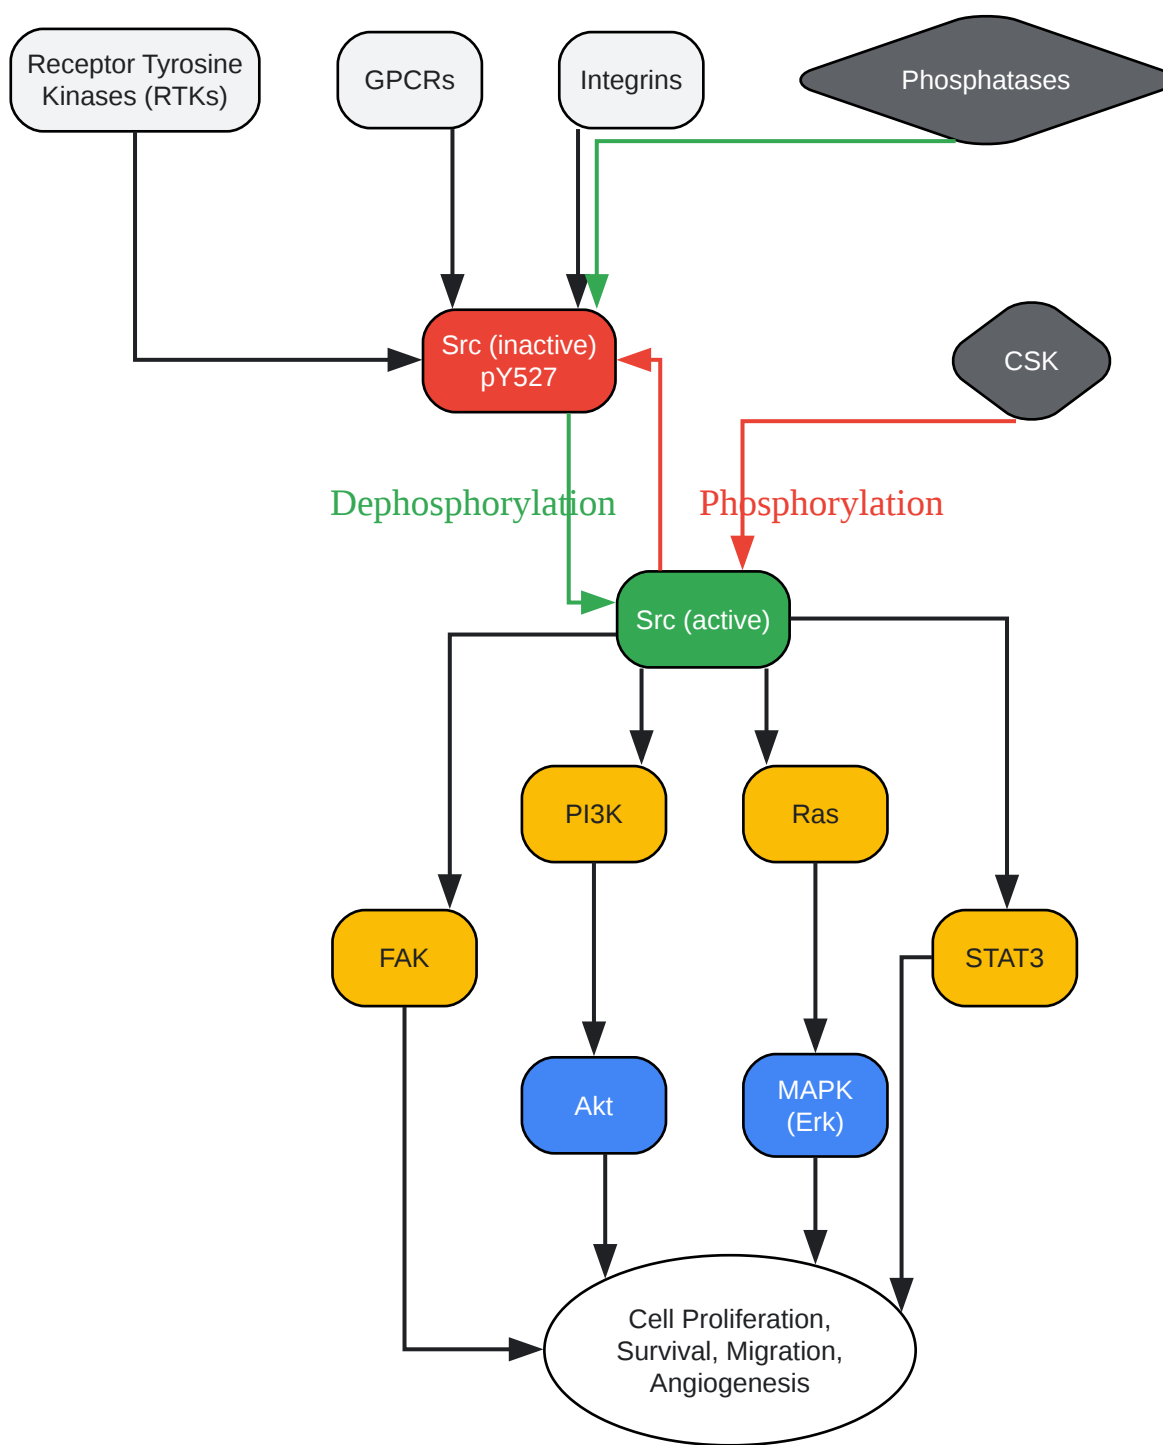 Receptor Tyrosine
Kinases (RTKs)
GPCRs
Integrins
Phosphatases
Src (inactive)
pY527
CSK
Dephosphorylation
Phosphorylation
Src (active)
PI3K
Ras
FAK
STAT3
Akt
MAPK
(Erk)
Cell Proliferation,
Survival, Migration,
Angiogenesis